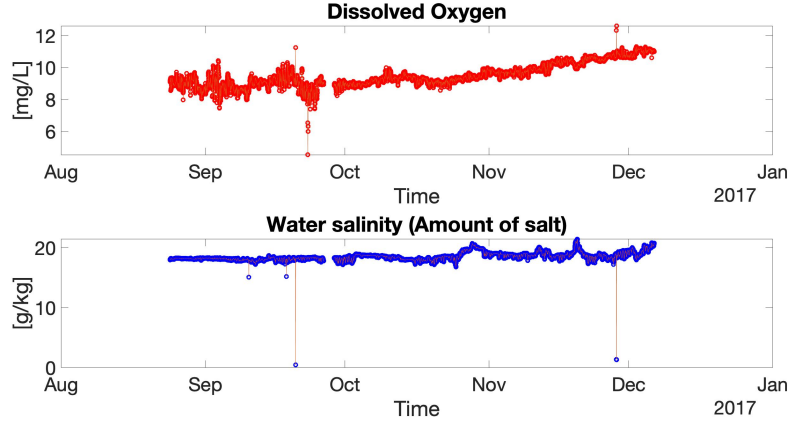 Dissolved Oxygen
12
10
8
6
[mg/L]
Aug Sep Oct Nov Dec Jan
Time
2017
Water salinity (Amount of salt)
20
10
0
[g/kg]
Aug Sep Oct Nov Dec Jan
Time
2017